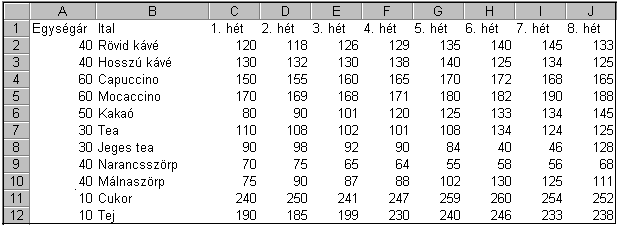 A B C D E F G H I J
1 Egységár Ital 1. hét 2. hét 3. hét 4. hét 5. hét 6. hét 7. hét 8. hét
2 40 Rövid kávé 120 118 126 129 135 140 145 133
3 40 Hosszú kávé 130 132 130 138 140 125 134 125
4 60 Capuccino 150 155 160 165 170 172 168 165
5 60 Mocaccino 170 169 168 171 180 182 190 188
6 50 Kakaó 80 90 101 120 125 133 134 145
7 30 Tea 110 108 102 101 108 134 124 125
8 30 Jeges tea 90 98 92 90 84 40 46 128
9 40 Narancsszörp 70 75 65 64 55 58 56 68
10 40 Málnaszörp 75 90 87 88 102 130 125 111
11 10 Cukor 240 250 241 247 259 260 254 252
12 10 Tej 190 185 199 230 240 246 233 238